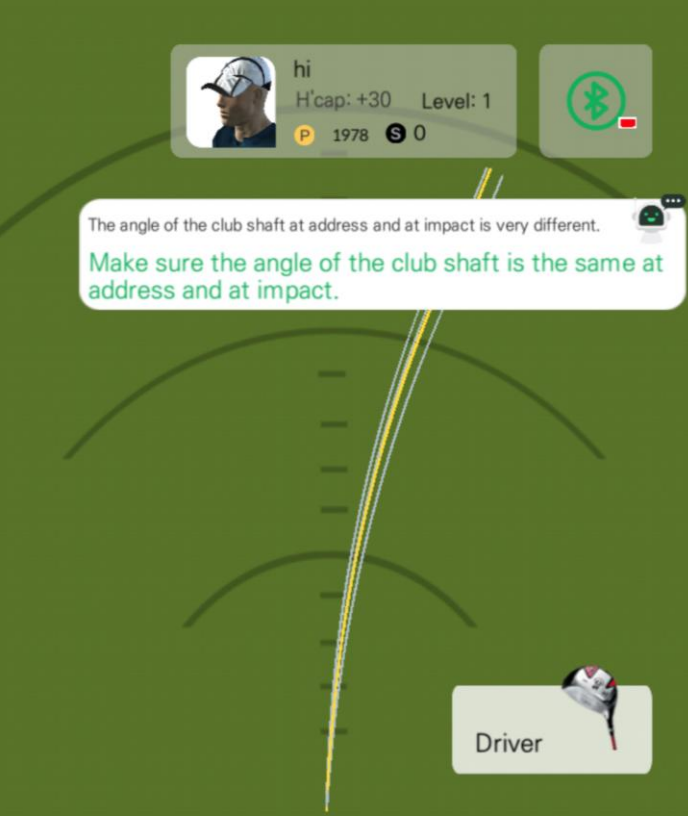 hi
H'cap: +30 Level: 1
P 1978 S 0
The angle of the club shaft at address and at impact is very different.
Make sure the angle of the club shaft is the same at
address and at impact.
Driver